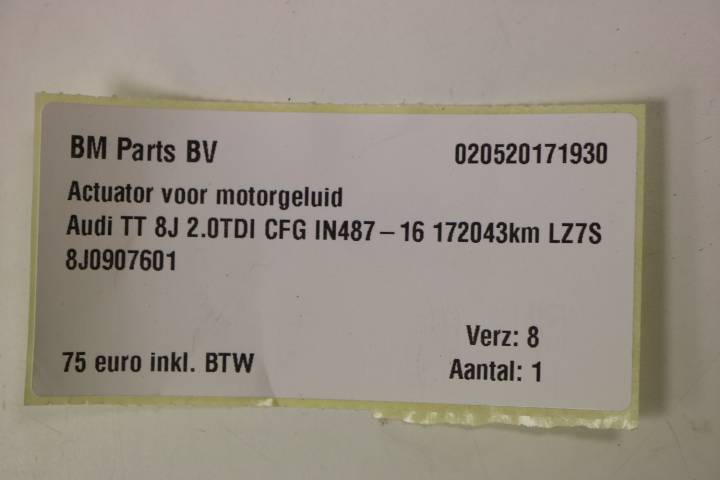 BM Parts BV 020520171930
Actuator voor motorgeluid
Audi TT 8J 2.0TDI CFG IN487-16 172043km LZ7S
8J0907601
Verz: 8
75 euro inkl. BTW
Aantal: 1